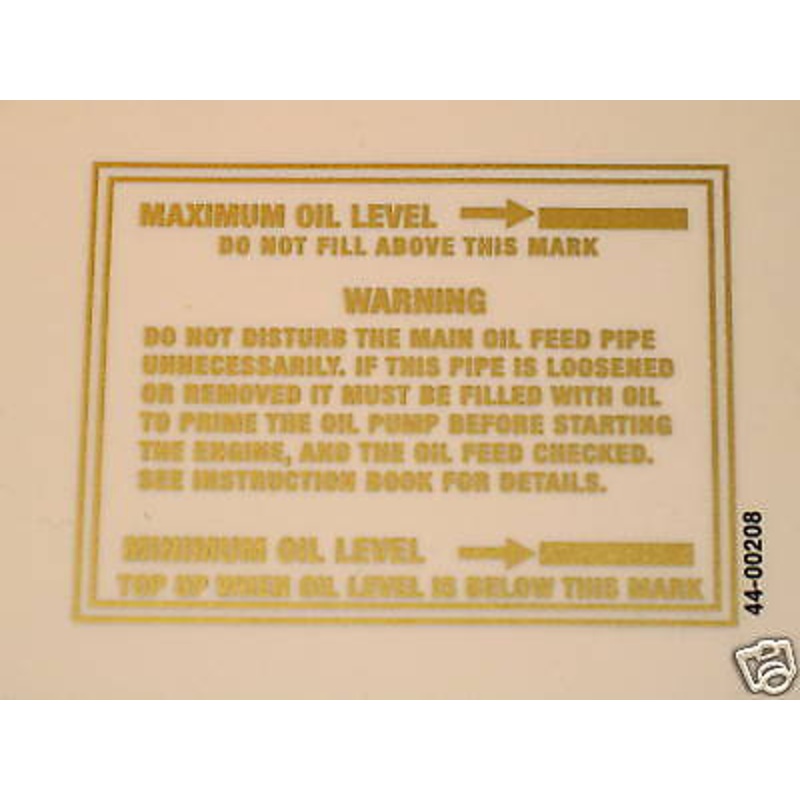 MAXIMUM OIL LEVEL
DO NOT FILL ABOVE THIS MARK
WARNING
DO NOT DISTURB THE MAIN OIL FEED PIPE
UNNECESSARILY. IF THIS PIPE IS LOOSENED
OR REMOVED IT MUST BE FILLED WITH OIL
TO PRIME THE OIL PUMP BEFORE STARTING
THE ENGINE, AND THE OIL FEED CHECKED.
SEE INSTRUCTION BOOK FOR DETAILS.
MINIMUM OIL LEVEL
TOP UP WHEN OIL LEVEL IS BELOW THIS MARK
44-00208